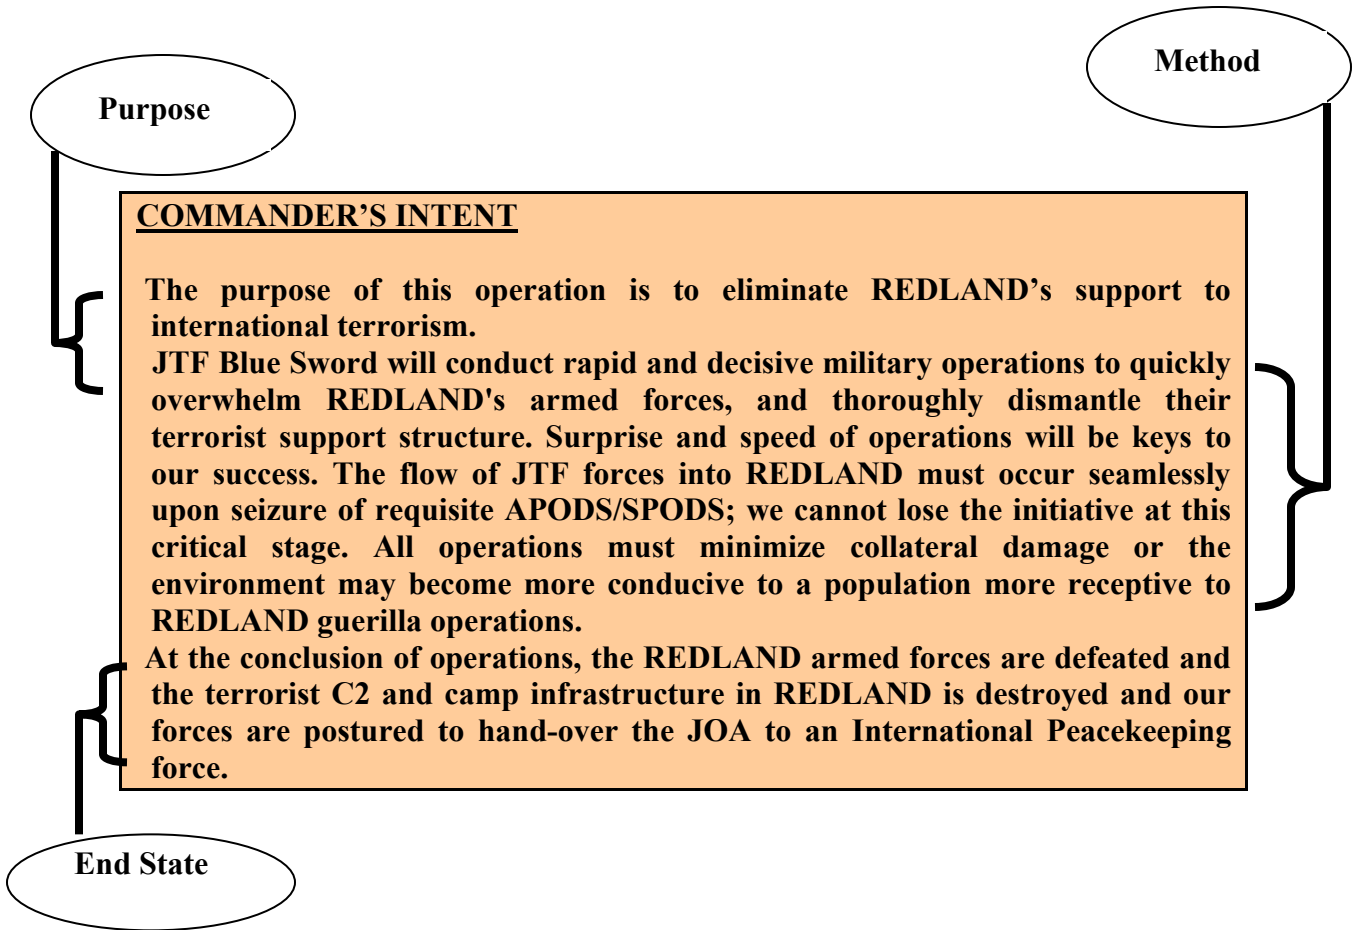 Method
Purpose
COMMANDER’S INTENT
The purpose of this operation is to eliminate REDLAND’s support to
international terrorism.
JTF Blue Sword will conduct rapid and decisive military operations to quickly
overwhelm REDLAND's armed forces, and thoroughly dismantle their
terrorist support structure. Surprise and speed of operations will be keys to
our success. The flow of JTF forces into REDLAND must occur seamlessly
upon seizure of requisite APODS/SPODS; we cannot lose the initiative at this
critical stage. All operations must minimize collateral damage or the
environment may become more conducive to a population more receptive to
REDLAND guerilla operations.
At the conclusion of operations, the REDLAND armed forces are defeated and
the terrorist C2 and camp infrastructure in REDLAND is destroyed and our
forces are postured to hand-over the JOA to an International Peacekeeping
force.
End State